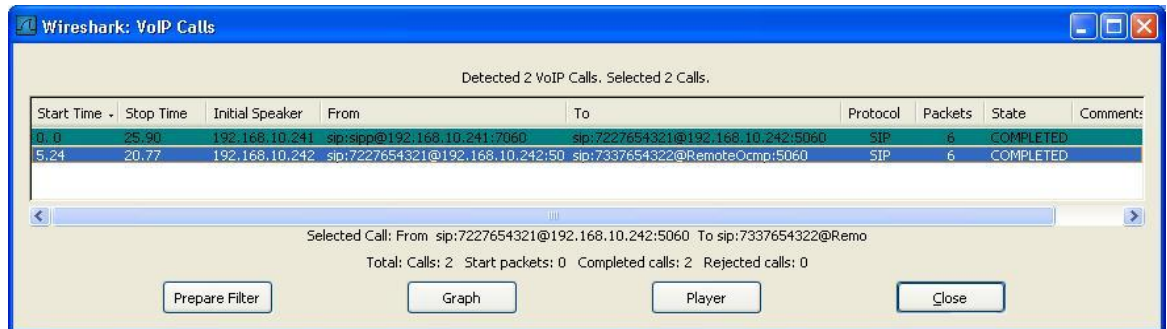 Wireshark: VoIP Calls
Detected 2 VoIP Calls. Selected 2 Calls.
Start Time Stop Time Initial Speaker From To Protocol Packets State Comments
0. 0 25.90 192.168.10.241 sip:sipp@192.168.10.241:7060 sip:7227654321@192.168.10.242:5060 SIP 6 COMPLETED
5.24 20.77 192.168.10.242 sip:7227654321@192.168.10.242:50 sip:7337654322@RemoteOcmp:5060 SIP 6 COMPLETED
Selected Call: From sip:7227654321@192.168.10.242:5060 To sip:7337654322@Remo
Total: Calls: 2 Start packets: 0 Completed calls: 2 Rejected calls: 0
Prepare Filter Graph Player Close